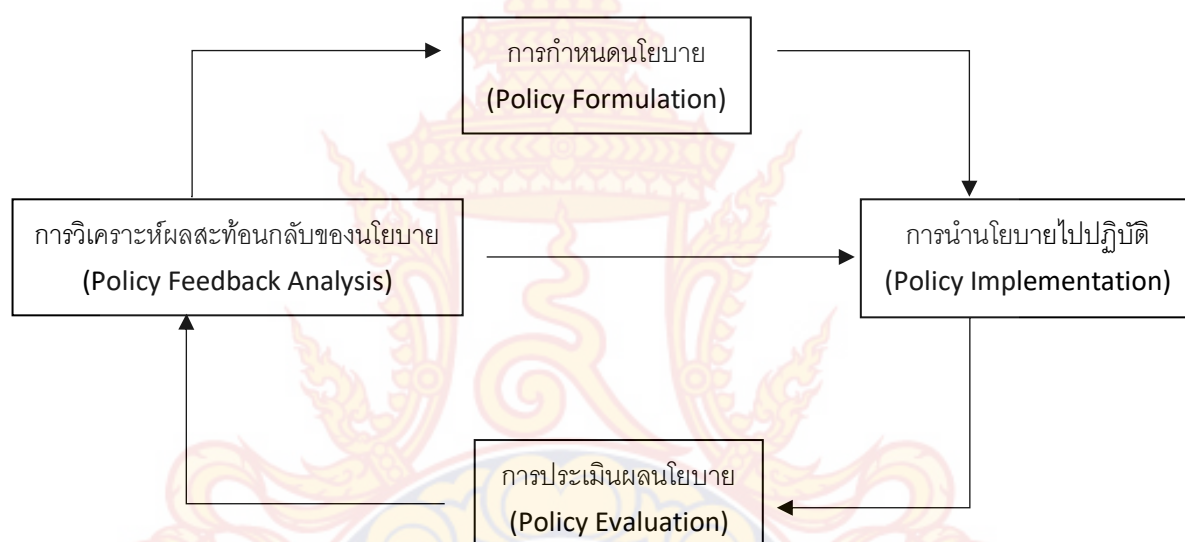 การกำหนดนโยบาย
(Policy Formulation)
การวิเคราะห์ผลสะท้อนกลับของนโยบาย
(Policy Feedback Analysis)
การนำนโยบายไปปฏิบัติ
(Policy Implementation)
การประเมินผลนโยบาย
(Policy Evaluation)